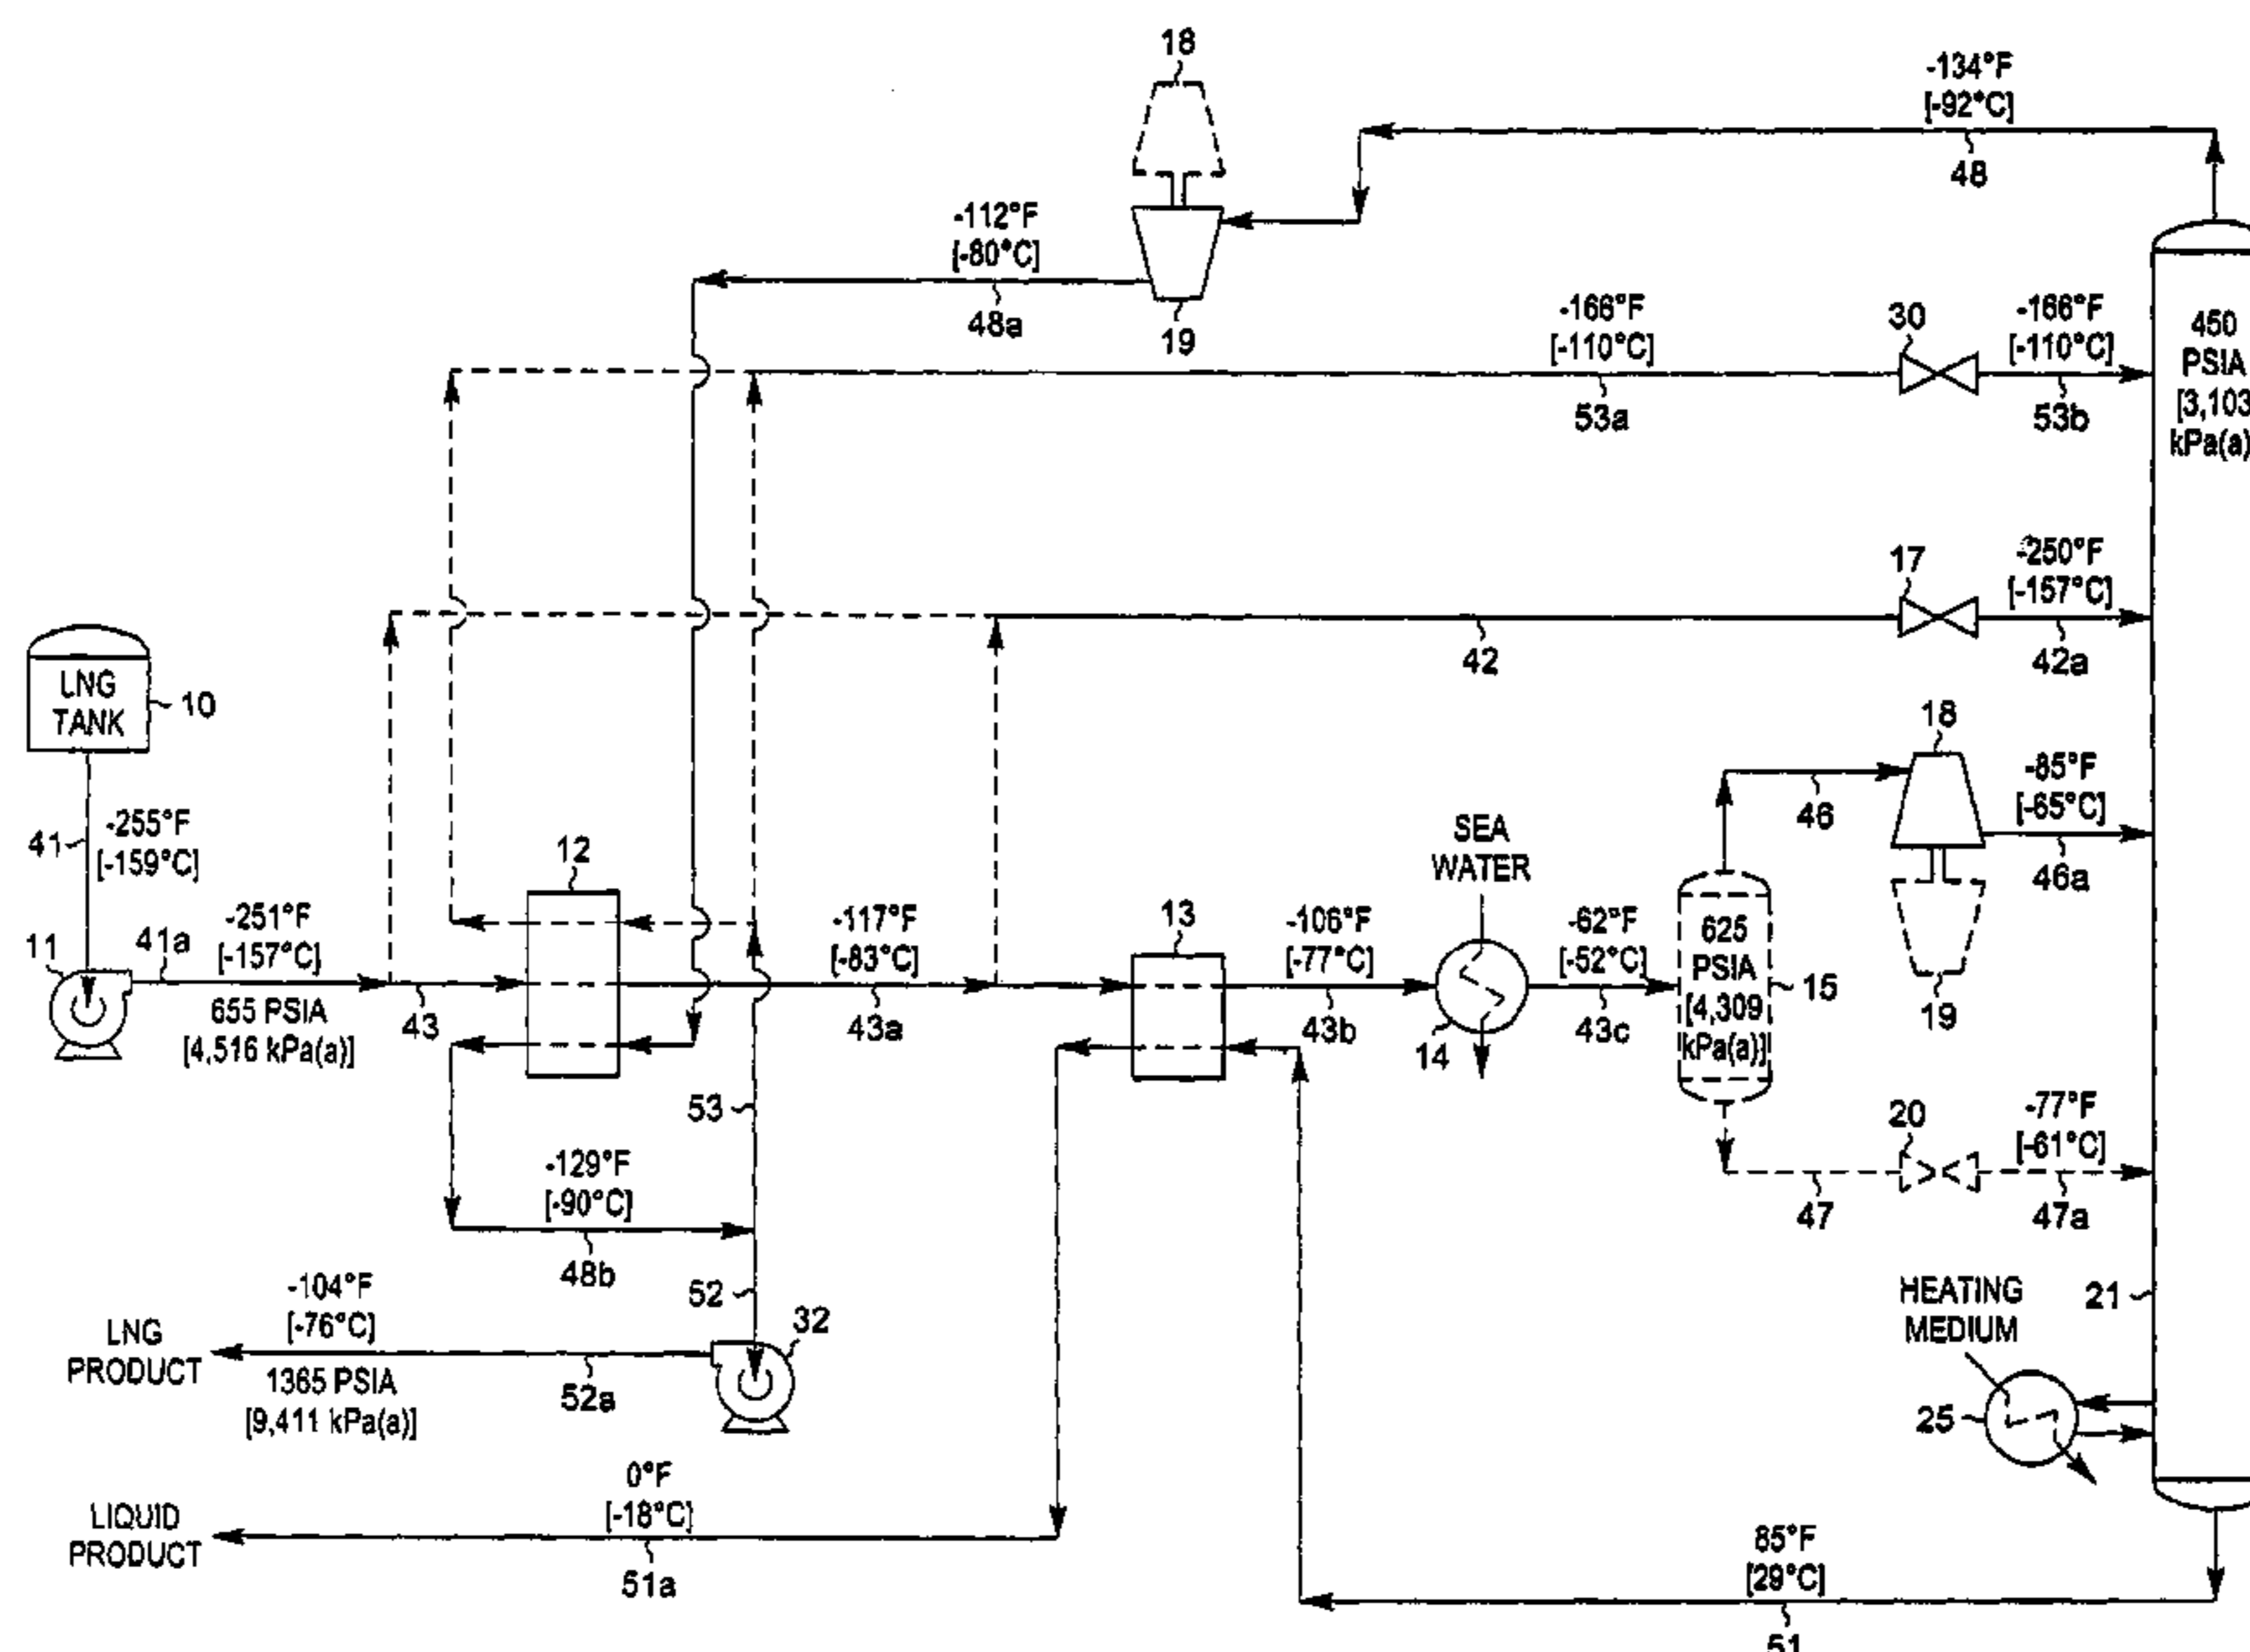 18
-134°F
[-92°C]
48
-112°F
[-80°C]
48a
19
-166°F
[-110°C]
53a
30
-166°F
[-110°C]
53b
450
PSIA
[3,103
kPa(a)
42
17
-250°F
[-157°C]
42a
LNG
TANK
10
41
-255°F
[-159°C]
11
41a
-251°F
[-157°C]
655 PSIA
[4,516 kPa(a)]
43
12
-117°F
[-83°C]
43a
13
-106°F
[-77°C]
43b
SEA
WATER
14
-62°F
[-52°C]
43c
625
PSIA
[4,309
kPa(a)]
15
46
18
-85°F
[-65°C]
46a
19
47
20
-77°F
[-61°C]
47a
53
-129°F
[-90°C]
48b
52
32
LNG
PRODUCT
-104°F
[-76°C]
1365 PSIA
[9,411 kPa(a)]
52a
21
HEATING
MEDIUM
25
LIQUID
PRODUCT
0°F
[-18°C]
51a
85°F
[29°C]
51